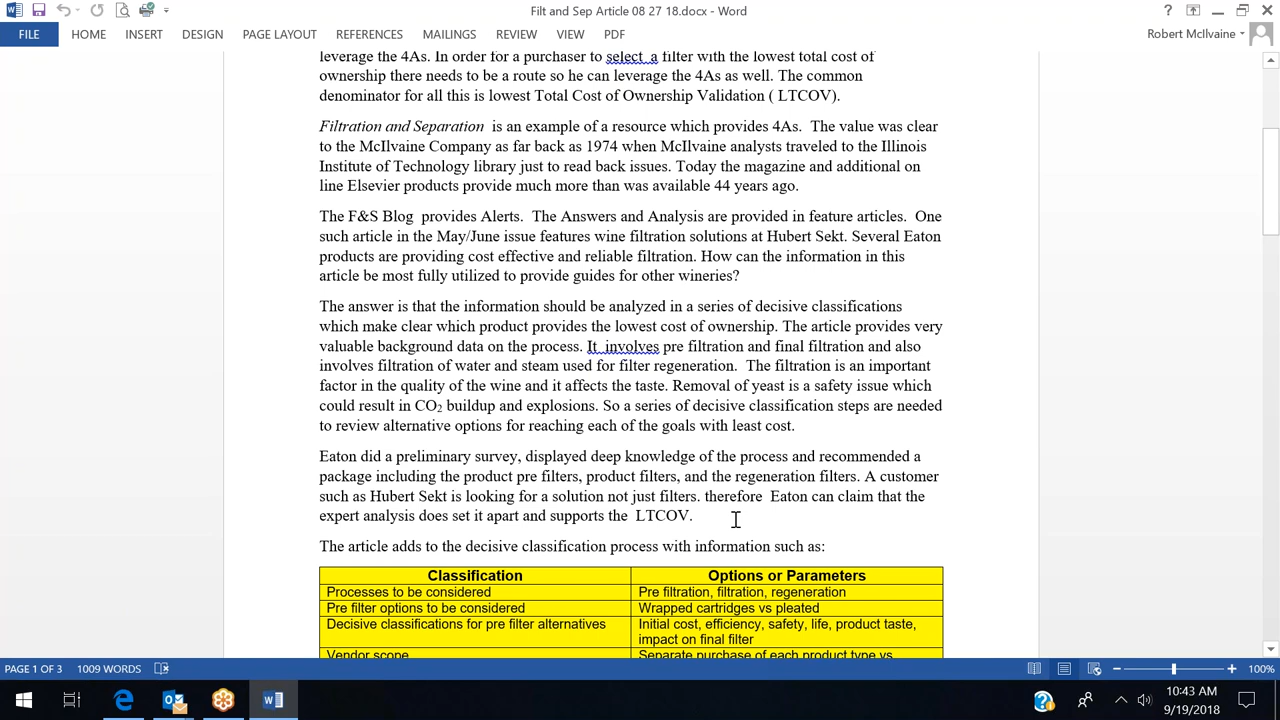 Filt and Sep Article 08 27 18.docx - Word
FILE HOME INSERT DESIGN PAGE LAYOUT REFERENCES MAILINGS REVIEW VIEW PDF Robert McIlvaine
leverage the 4As. In order for a purchaser to select  a filter with the lowest total cost of
ownership there needs to be a route so he can leverage the 4As as well. The common
denominator for all this is lowest Total Cost of Ownership Validation ( LTCOV).
Filtration and Separation  is an example of a resource which provides 4As.  The value was clear
to the McIlvaine Company as far back as 1974 when McIlvaine analysts traveled to the Illinois
Institute of Technology library just to read back issues. Today the magazine and additional on
line Elsevier products provide much more than was available 44 years ago.
The F&S Blog  provides Alerts.  The Answers and Analysis are provided in feature articles.  One
such article in the May/June issue features wine filtration solutions at Hubert Sekt. Several Eaton
products are providing cost effective and reliable filtration. How can the information in this
article be most fully utilized to provide guides for other wineries?
The answer is that the information should be analyzed in a series of decisive classifications
which make clear which product provides the lowest cost of ownership. The article provides very
valuable background data on the process. It  involves pre filtration and final filtration and also
involves filtration of water and steam used for filter regeneration.  The filtration is an important
factor in the quality of the wine and it affects the taste. Removal of yeast is a safety issue which
could result in CO2 buildup and explosions. So a series of decisive classification steps are needed
to review alternative options for reaching each of the goals with least cost.
Eaton did a preliminary survey, displayed deep knowledge of the process and recommended a
package including the product pre filters, product filters, and the regeneration filters. A customer
such as Hubert Sekt is looking for a solution not just filters. therefore  Eaton can claim that the
expert analysis does set it apart and supports the  LTCOV.
The article adds to the decisive classification process with information such as:
Classification Options or Parameters
Processes to be considered Pre filtration, filtration, regeneration
Pre filter options to be considered Wrapped cartridges vs pleated
Decisive classifications for pre filter alternatives Initial cost, efficiency, safety, life, product taste,
impact on final filter
Vendor scope Separate purchase of each product type vs
PAGE 1 OF 3 1009 WORDS 100%
10:43 AM
9/19/2018